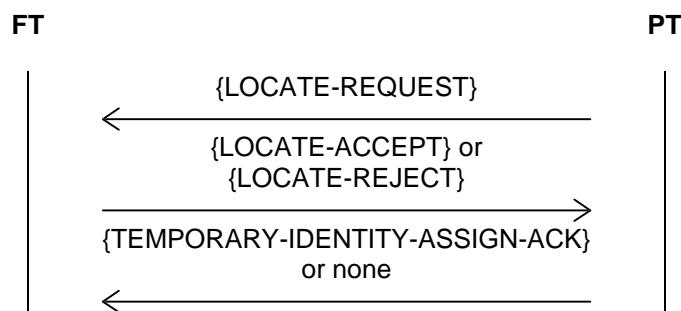 FT PT
{LOCATE-REQUEST}
{LOCATE-ACCEPT} or
{LOCATE-REJECT}
{TEMPORARY-IDENTITY-ASSIGN-ACK}
or none